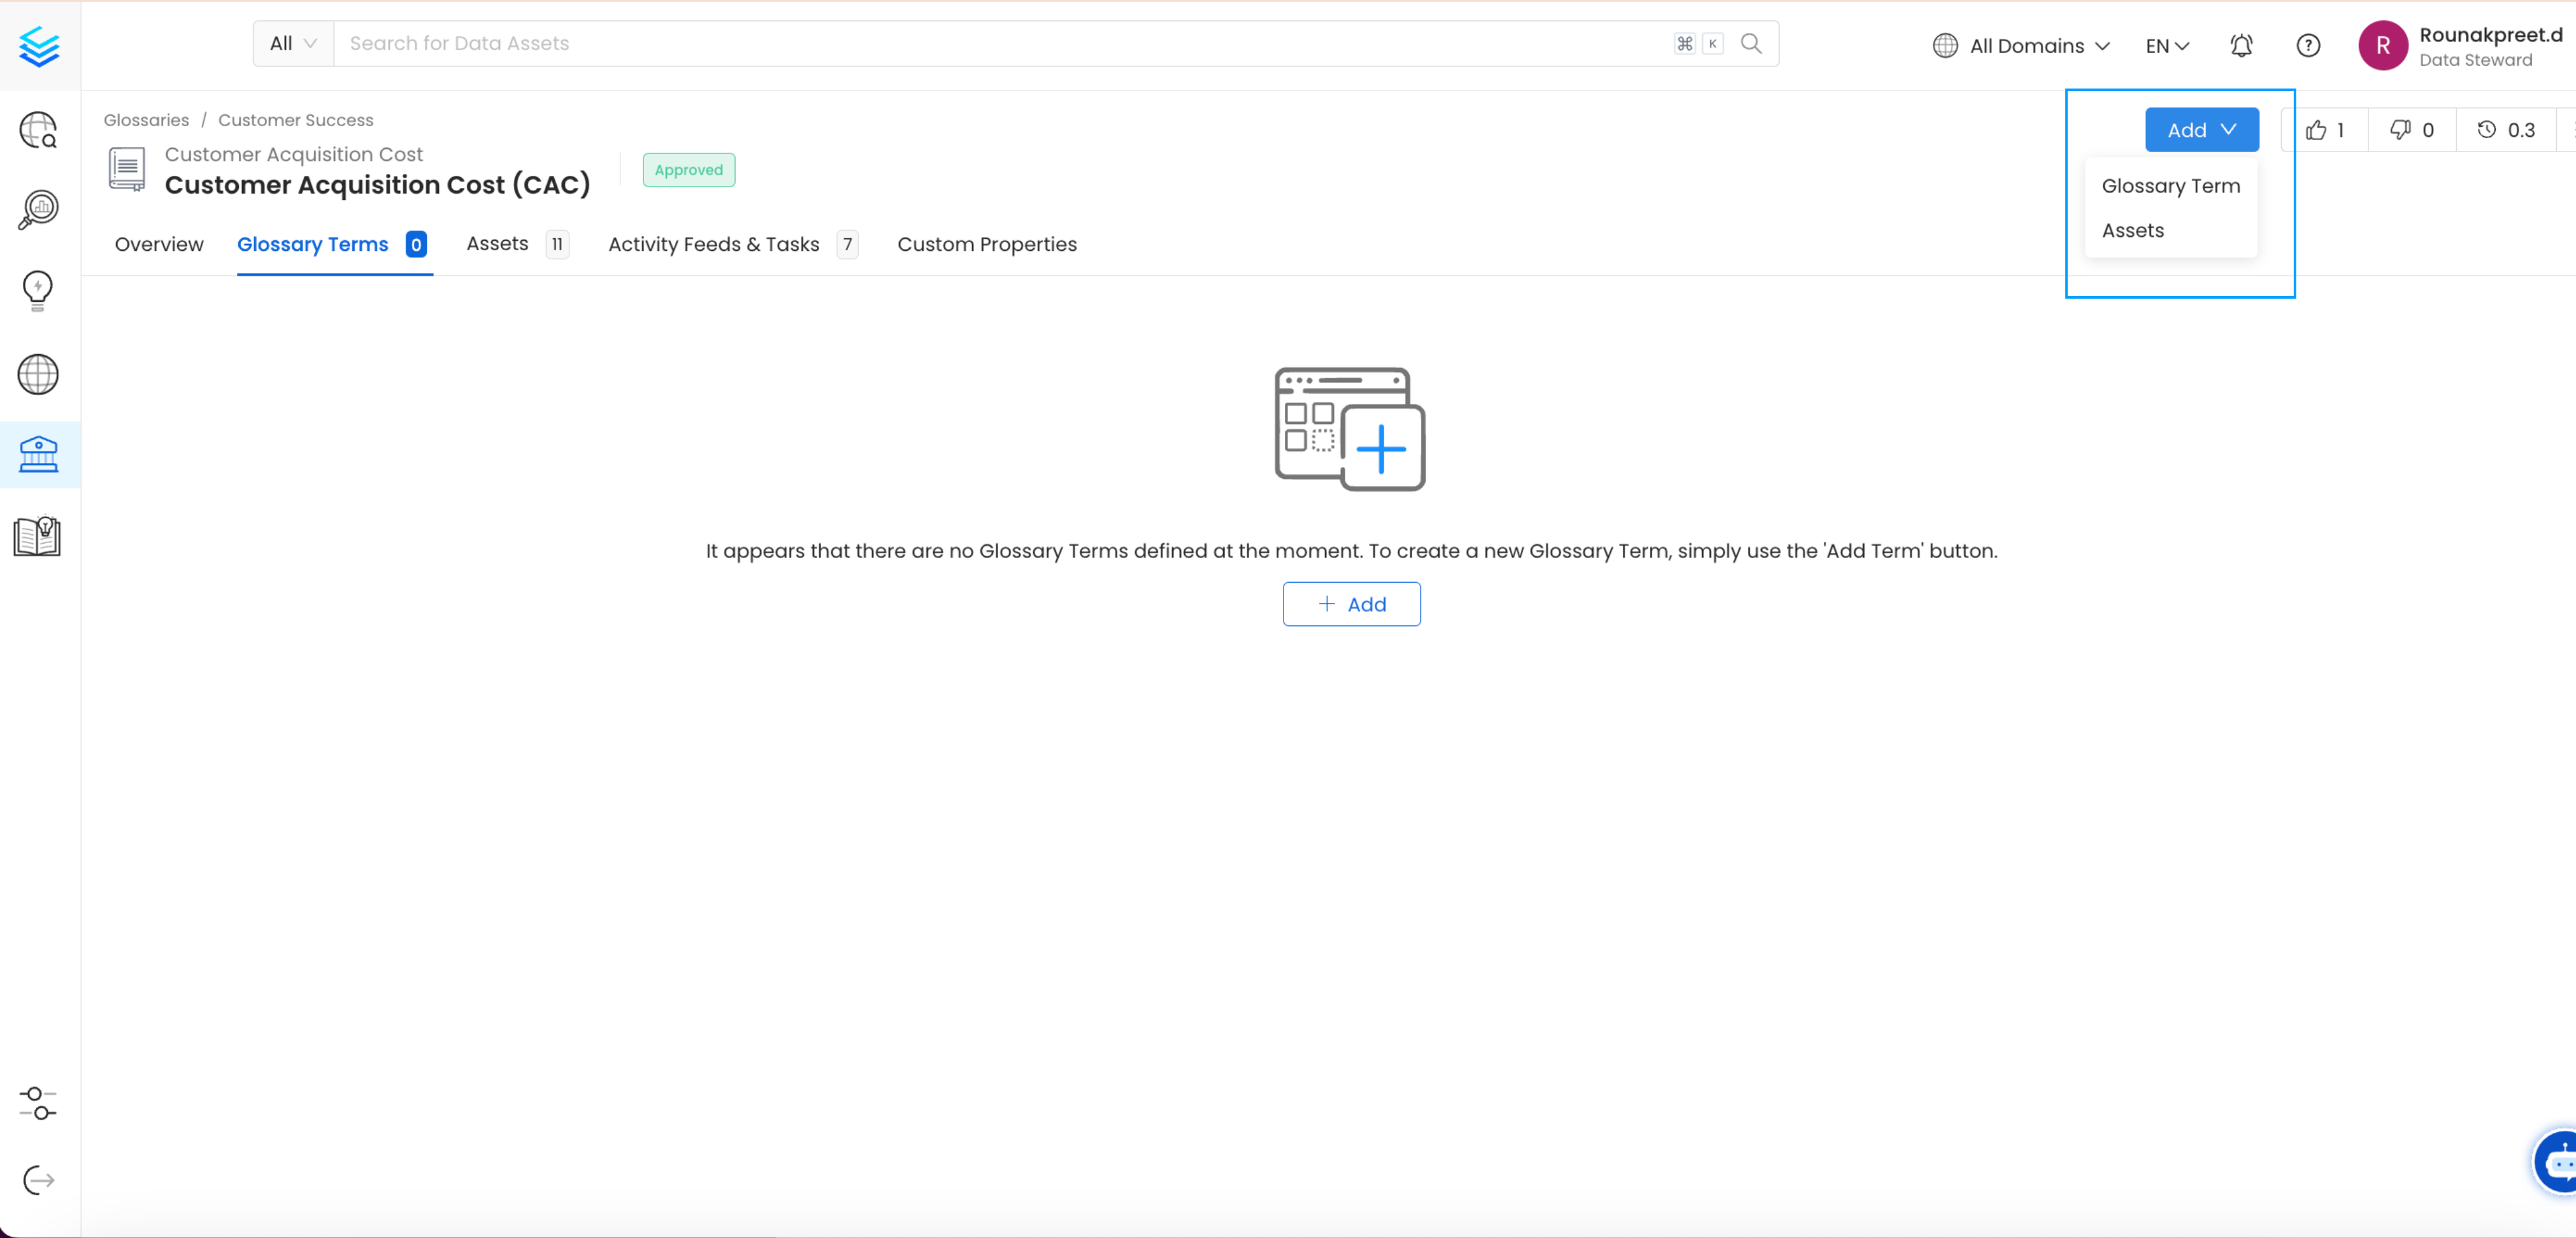 All
Search for Data Assets
⌘ K
All Domains
EN
R
Rounakpreet.d
Data Steward
Glossaries / Customer Success
Customer Acquisition Cost
Customer Acquisition Cost (CAC)
Approved
Add
1
0
0.3
Glossary Term
Assets
Overview
Glossary Terms 0
Assets 11
Activity Feeds & Tasks 7
Custom Properties
It appears that there are no Glossary Terms defined at the moment. To create a new Glossary Term, simply use the 'Add Term' button.
+ Add